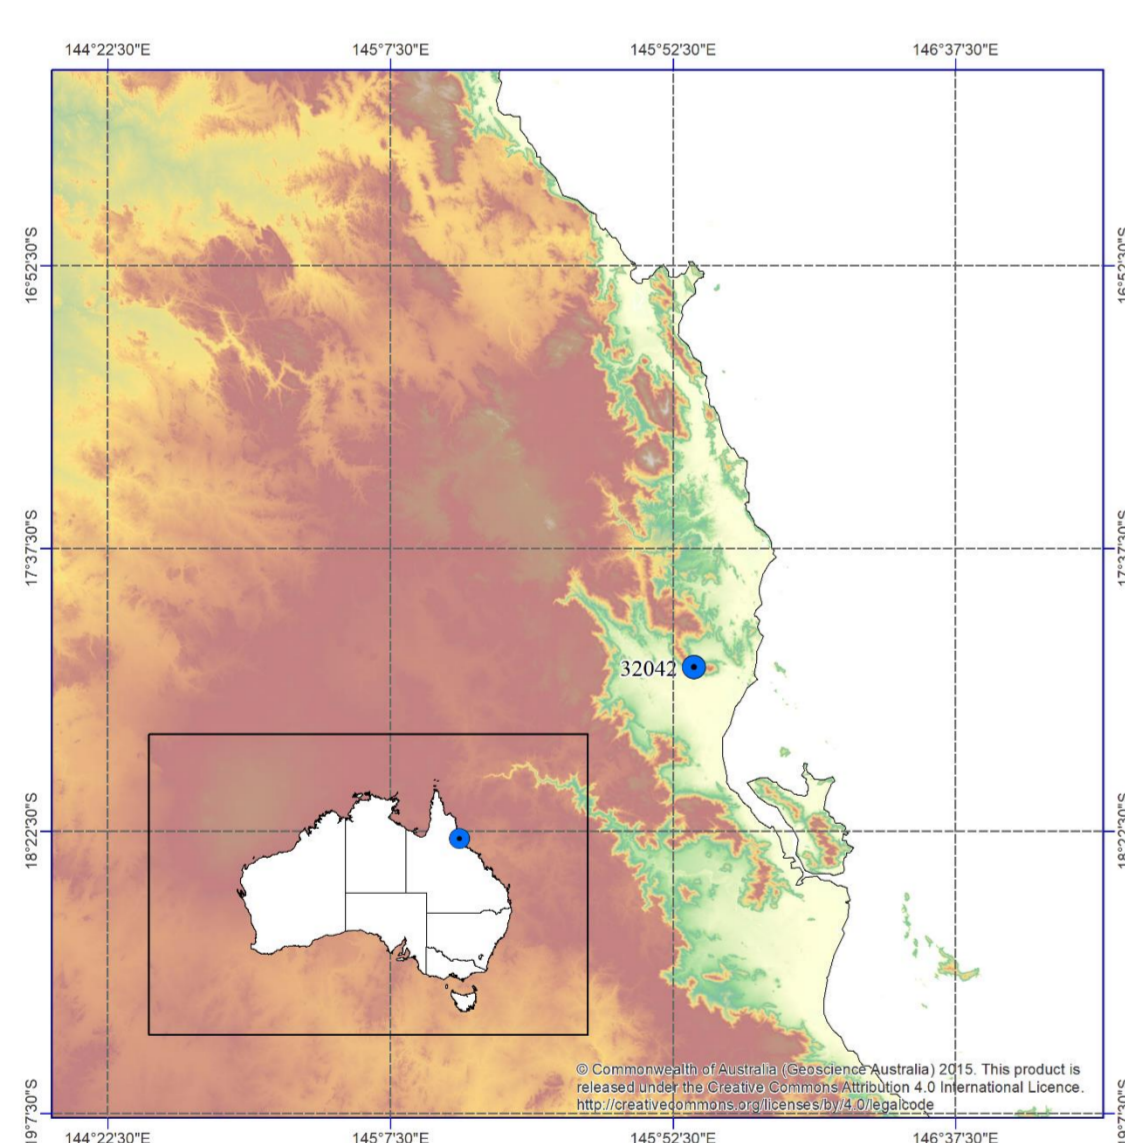 144°22'30"E 145°7'30"E 145°52'30"E 146°37'30"E
16°52'30"S 16°52'30"S
17°37'30"S 17°37'30"S
32042
18°22'30"S 18°22'30"S
© Commonwealth of Australia (Geoscience Australia) 2015. This product is
released under the Creative Commons Attribution 4.0 International Licence.
http://creativecommons.org/licenses/by/4.0/legalcode
19°7'30"S 19°7'30"S
144°22'30"E 145°7'30"E 145°52'30"E 146°37'30"E